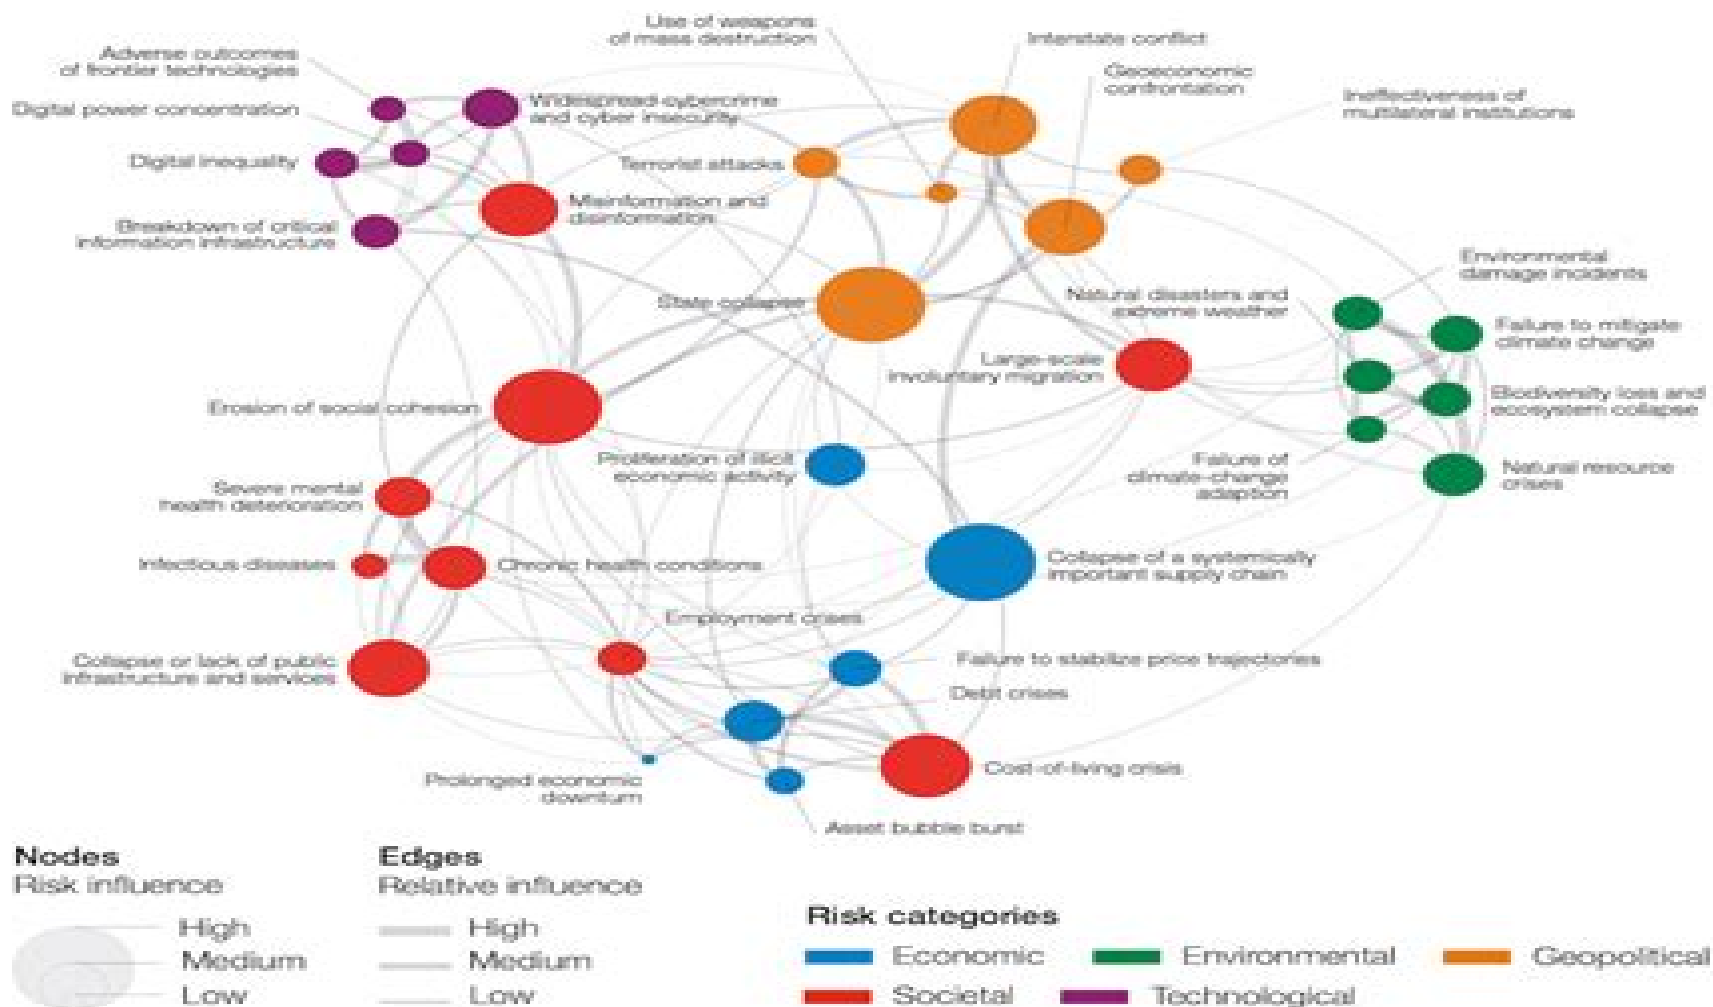 Use of weapons
of mass destruction
Interstate conflict
Adverse outcomes
of frontier technologies
Geoeconomic
confrontation
Digital power concentration
Widespread cybercrime
and cyber insecurity
Ineffectiveness of
multilateral institutions
Digital inequality
Terrorist attacks
Misinformation and
disinformation
Breakdown of critical
information infrastructure
Environmental
damage incidents
State collapse
Natural disasters and
extreme weather
Failure to mitigate
climate change
Large-scale
involuntary migration
Biodiversity loss and
ecosystem collapse
Erosion of social cohesion
Proliferation of illicit
economic activity
Failure of
climate-change
adaption
Natural resource
crises
Severe mental
health deterioration
Infectious diseases
Chronic health conditions
Collapse of a systemically
important supply chain
Employment crises
Collapse or lack of public
infrastructure and services
Failure to stabilize price trajectories
Debt crises
Prolonged economic
downturn
Cost-of-living crisis
Asset bubble burst
Nodes
Risk influence
High
Medium
Low
Edges
Relative influence
High
Medium
Low
Risk categories
Economic
Environmental
Geopolitical
Societal
Technological